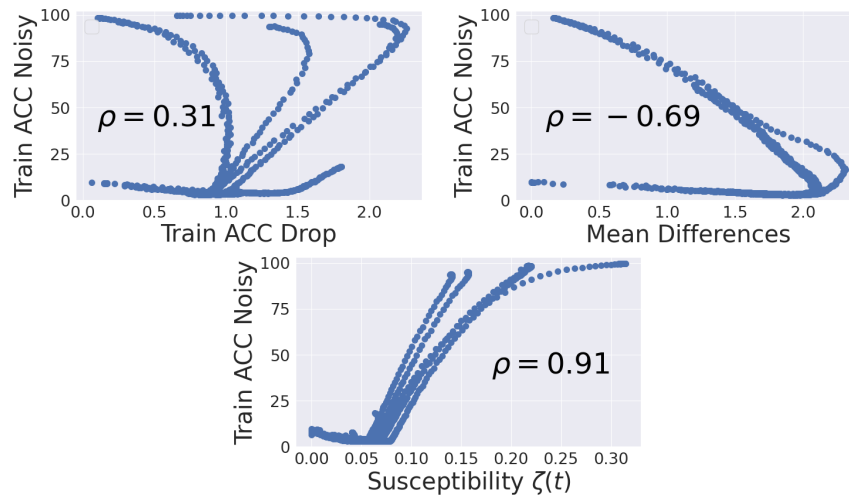 Train ACC Noisy
100
75
50
25
0
ρ = 0.31
0.0 0.5 1.0 1.5 2.0
Train ACC Drop
Train ACC Noisy
100
75
50
25
0
ρ = −0.69
0.0 0.5 1.0 1.5 2.0
Mean Differences
Train ACC Noisy
100
75
50
25
0
ρ = 0.91
0.00 0.05 0.10 0.15 0.20 0.25 0.30
Susceptibility ζ(t)